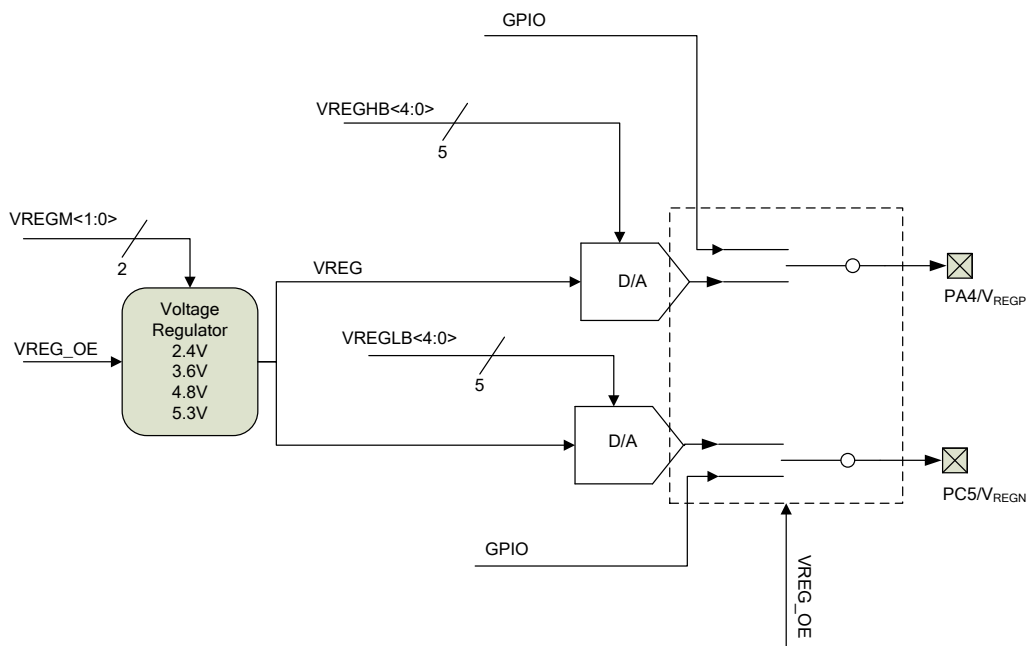 GPIO
VREGHB<4:0>
5
VREGM<1:0>
2
VREG
D/A
PA4/VREGP
Voltage
Regulator
2.4V
3.6V
4.8V
5.3V
VREG_OE
VREGLB<4:0>
5
D/A
PC5/VREGN
GPIO
VREG_OE